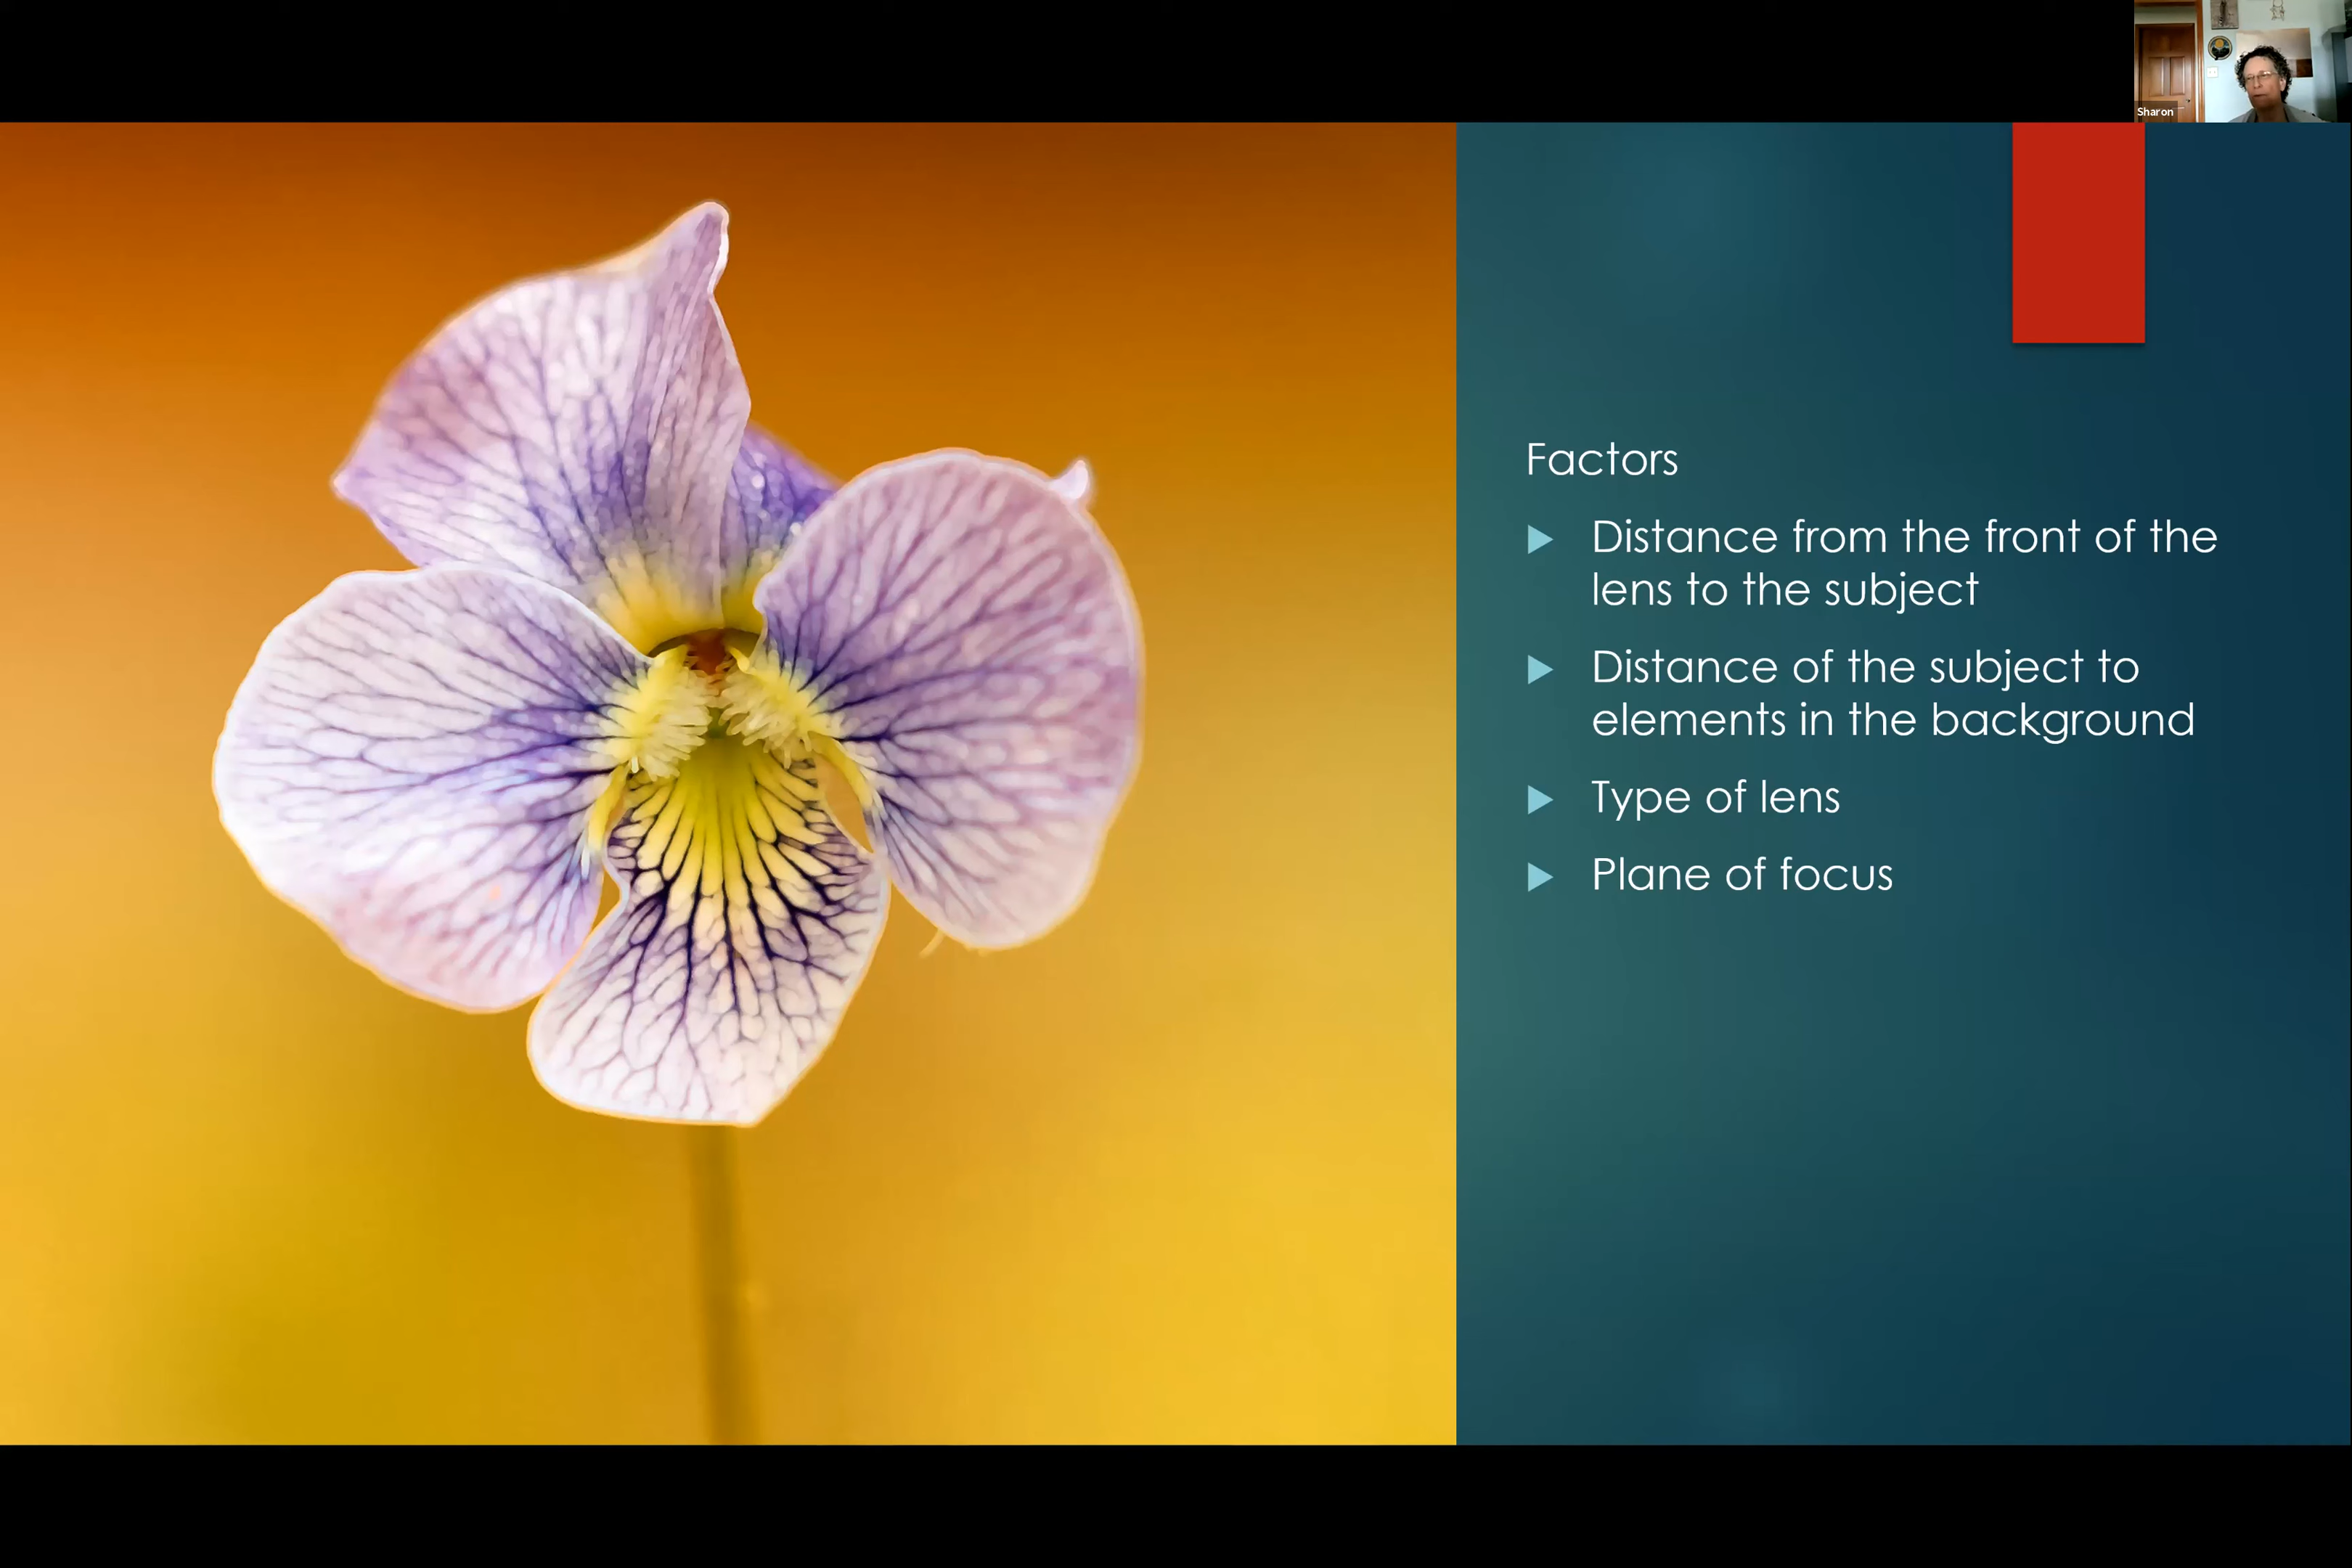 Sharon
Factors
Distance from the front of the
lens to the subject
Distance of the subject to
elements in the background
Type of lens
Plane of focus